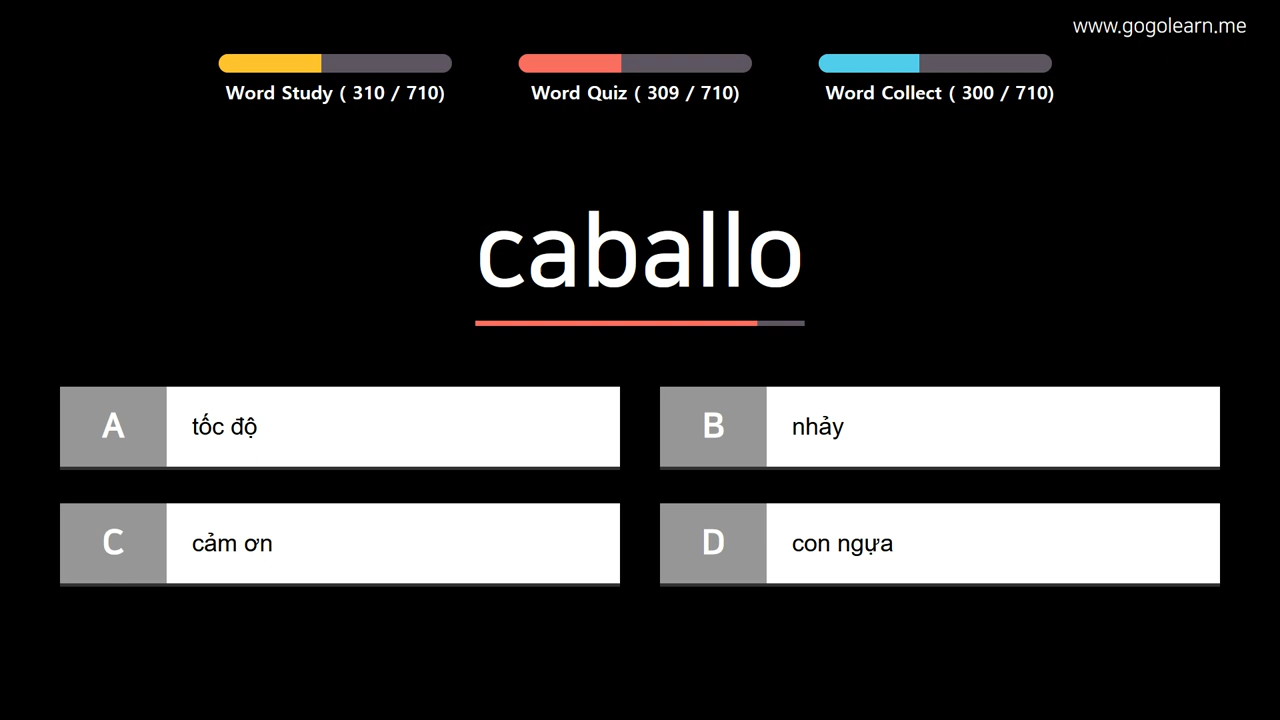 www.gogolearn.me
Word Study ( 310 / 710)
Word Quiz ( 309 / 710)
Word Collect ( 300 / 710)
caballo
A
tốc độ
B
nhảy
C
cảm ơn
D
con ngựa